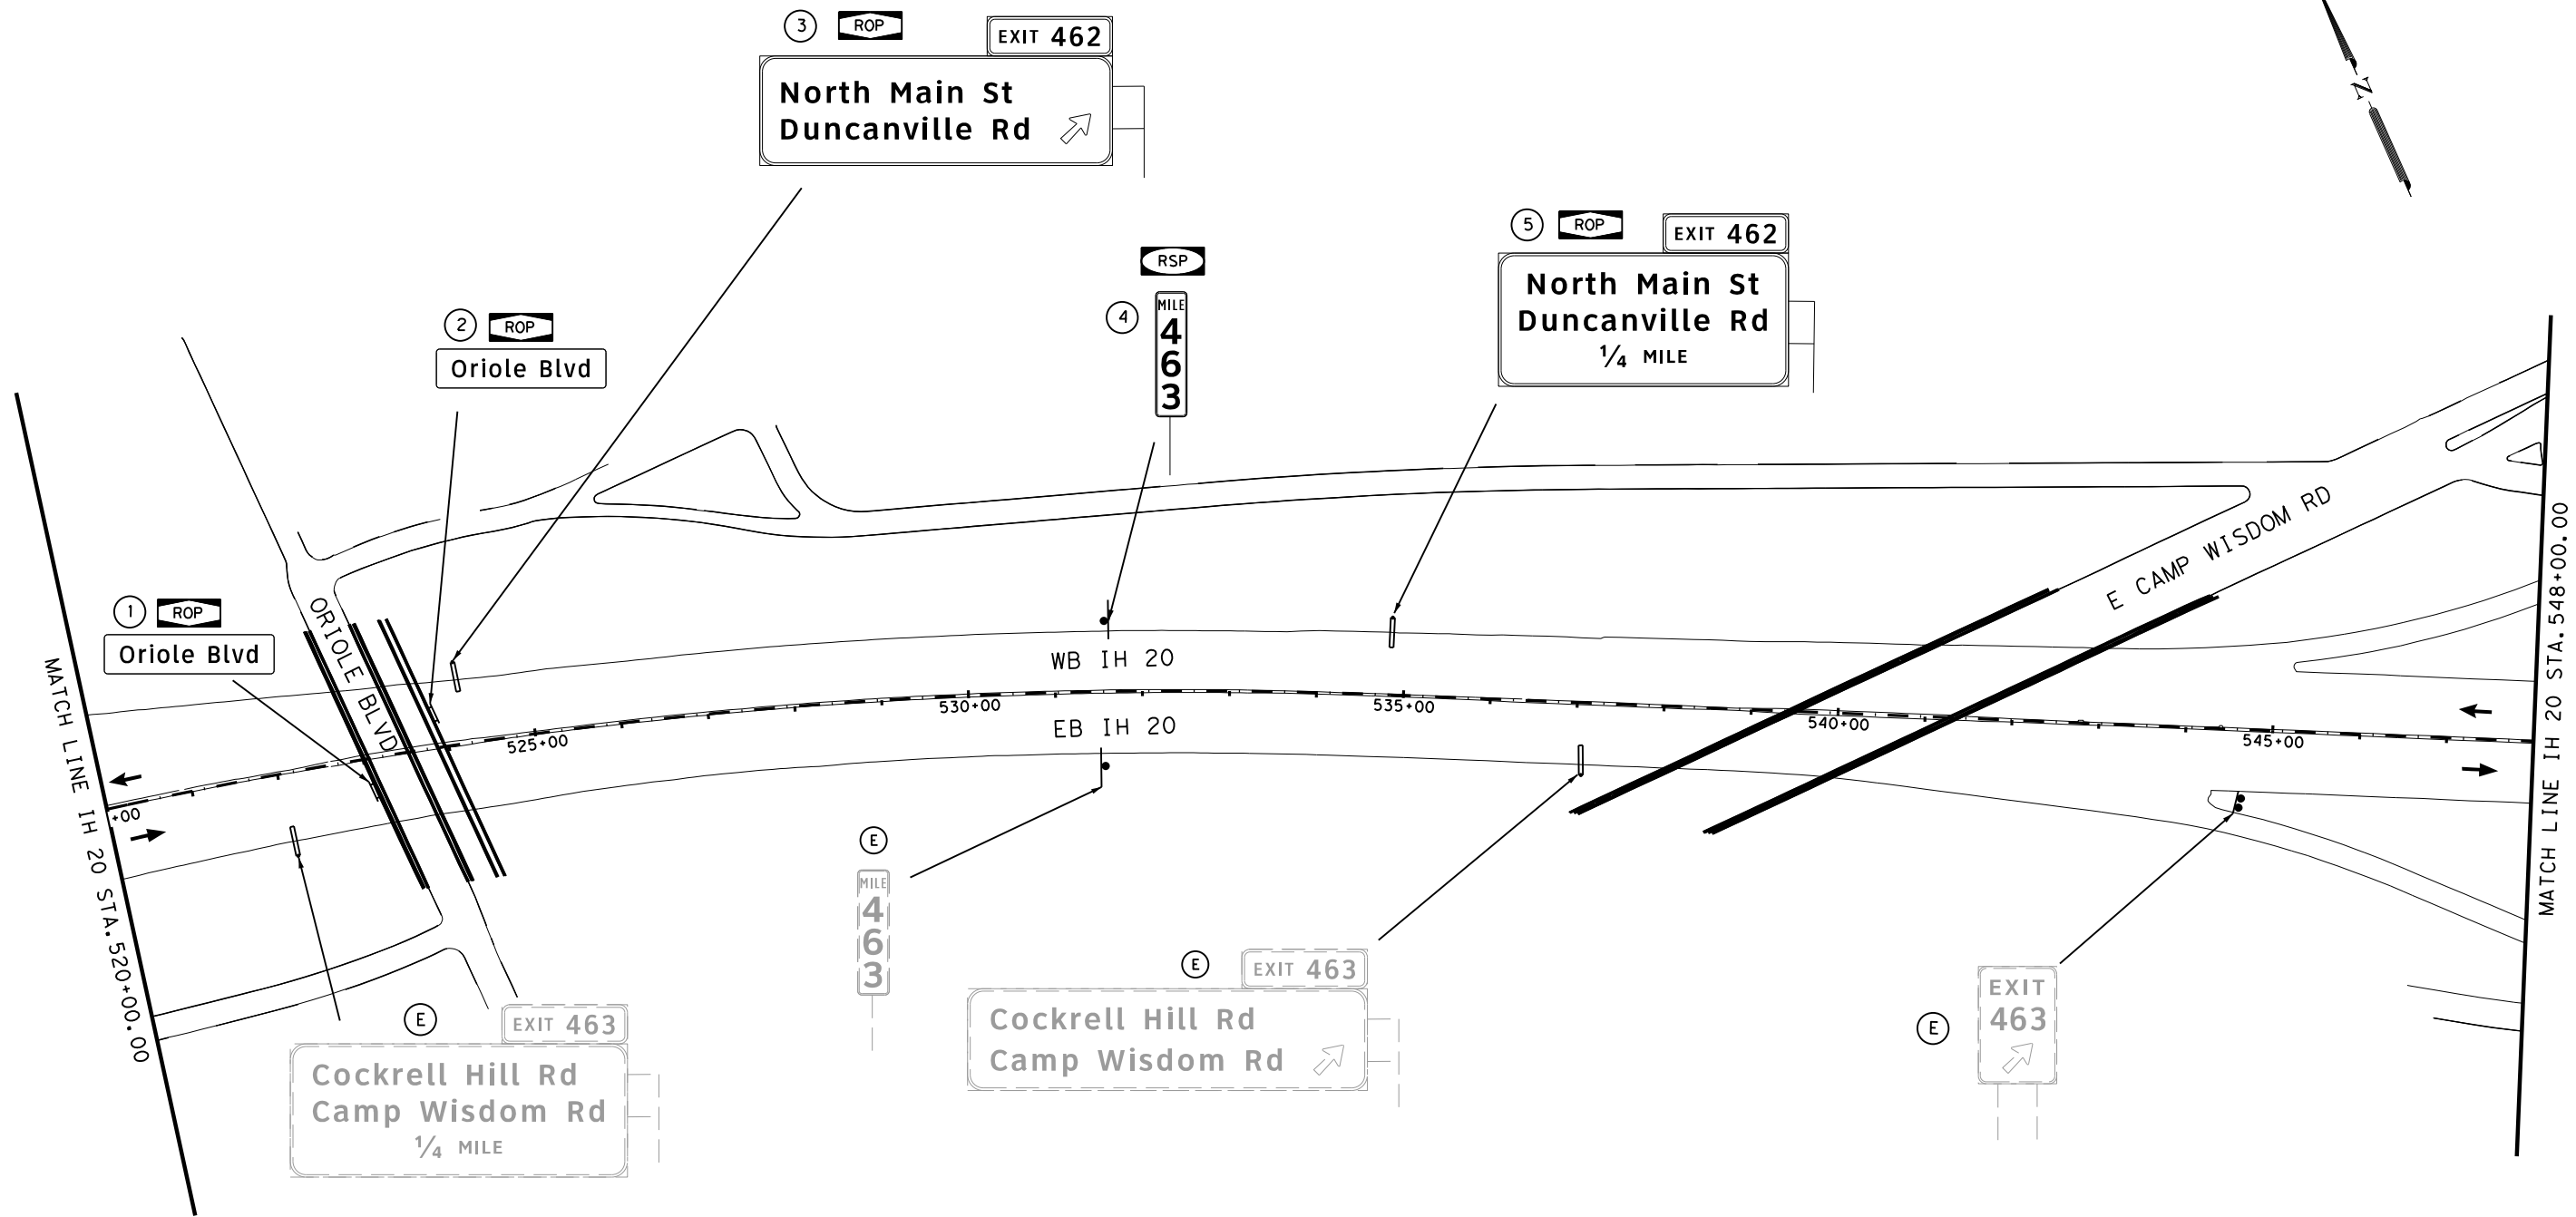 3 ROP
EXIT 462
North Main St
Duncanville Rd
N
5 ROP
EXIT 462
North Main St
Duncanville Rd
1/4 MILE
RSP
4
MILE
4
6
3
2 ROP
Oriole Blvd
1 ROP
Oriole Blvd
ORIOLE BLVD
E CAMP WISDOM RD
WB IH 20
EB IH 20
+00
525+00
530+00
535+00
540+00
545+00
MATCH LINE IH 20 STA.520+00.00
MATCH LINE IH 20 STA.548+00.00
E
EXIT 463
Cockrell Hill Rd
Camp Wisdom Rd
1/4 MILE
E
MILE
4
6
3
E
EXIT 463
Cockrell Hill Rd
Camp Wisdom Rd
E
EXIT
463